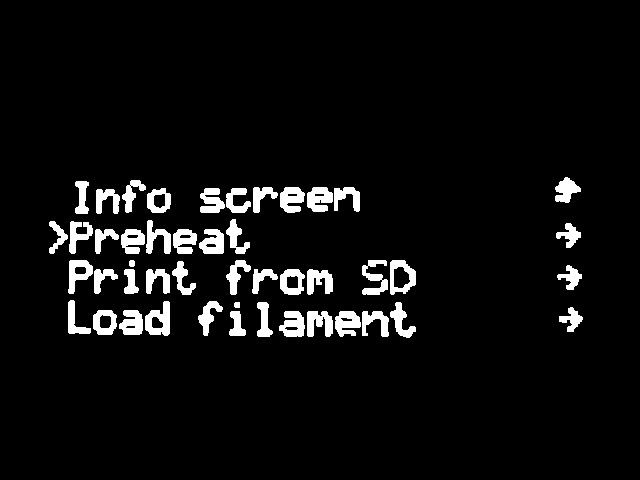 Info screen ⬏
>Preheat →
Print from SD →
Load filament →